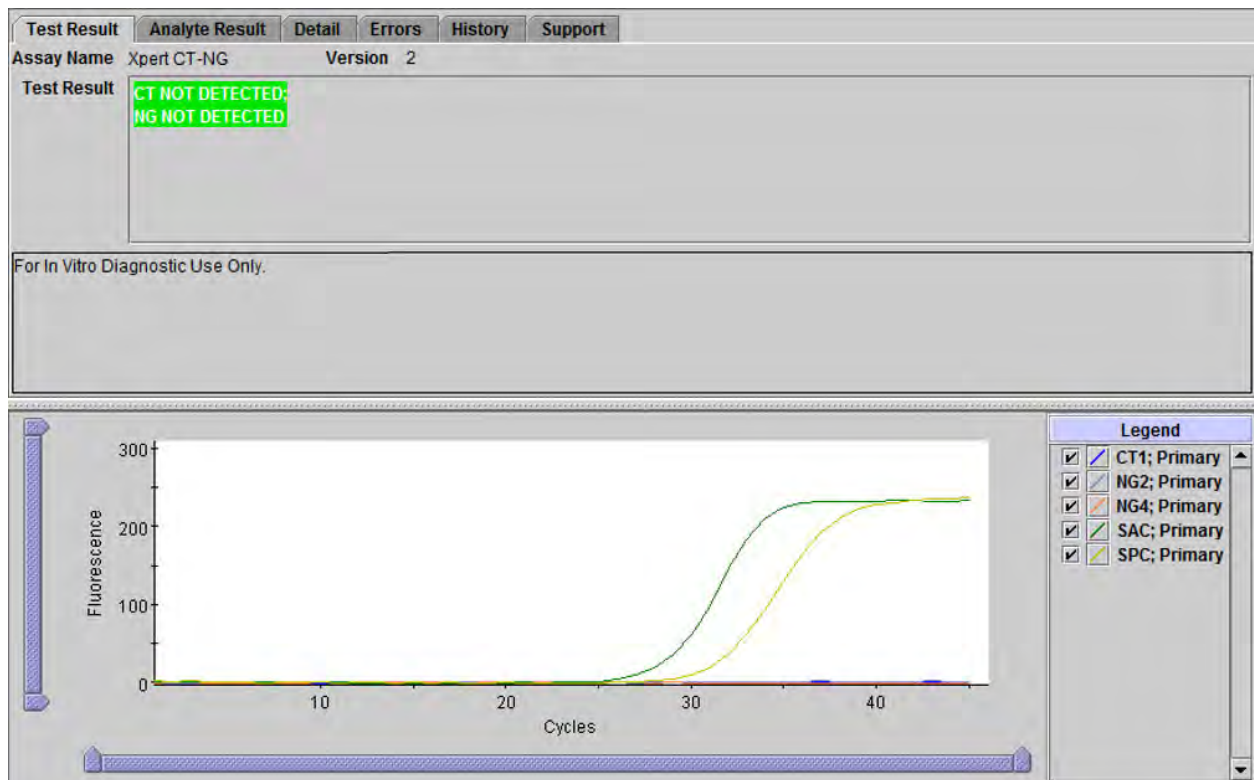 Test Result Analyte Result Detail Errors History Support
Assay Name Xpert CT-NG Version 2
Test Result CT NOT DETECTED;
NG NOT DETECTED
For In Vitro Diagnostic Use Only.
300
200
100
0
Fluorescence
10 20 30 40
Cycles
Legend
CT1; Primary
NG2; Primary
NG4; Primary
SAC; Primary
SPC; Primary